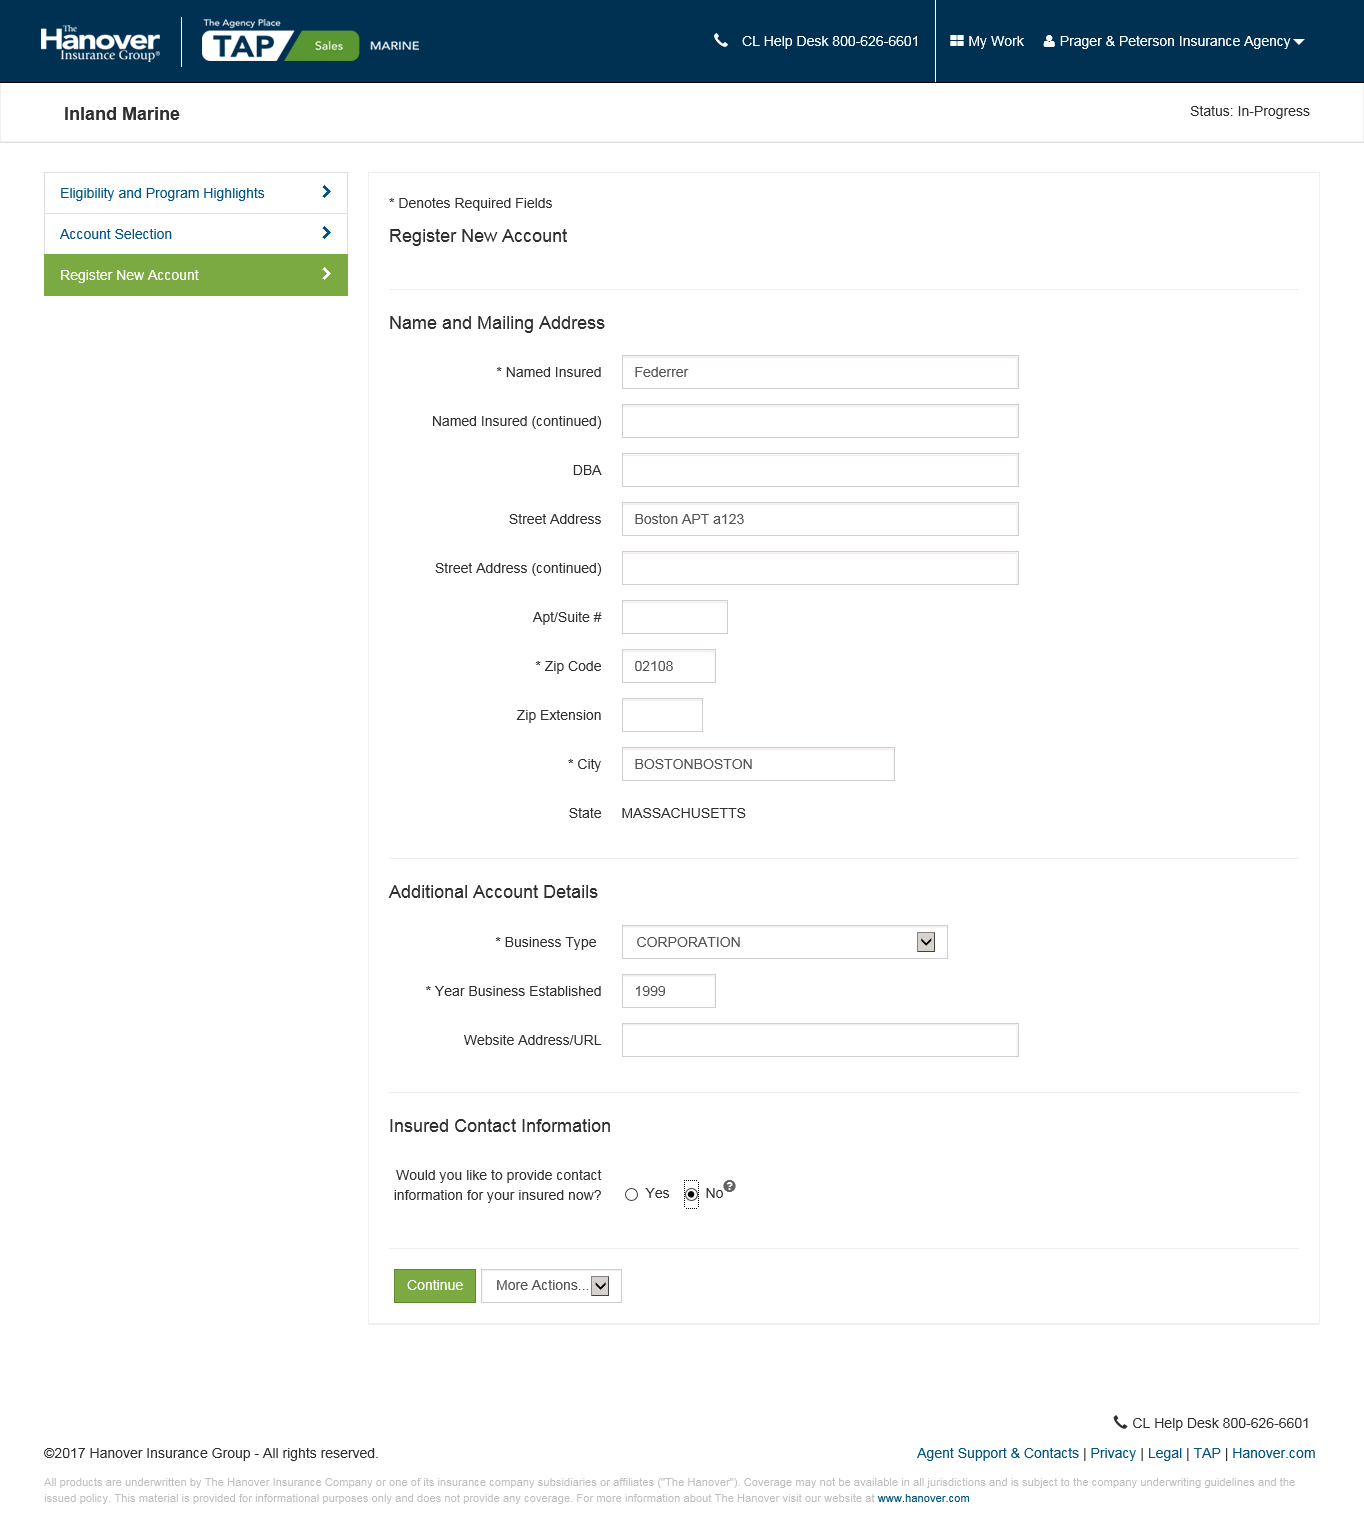 The Hanover Insurance Group®
The Agency Place
TAP Sales MARINE
CL Help Desk 800-626-6601
My Work
Prager & Peterson Insurance Agency
Inland Marine
Status: In-Progress
Eligibility and Program Highlights
Account Selection
Register New Account
* Denotes Required Fields
Register New Account
Name and Mailing Address
* Named Insured Federrer
Named Insured (continued)
DBA
Street Address Boston APT a123
Street Address (continued)
Apt/Suite #
* Zip Code 02108
Zip Extension
* City BOSTONBOSTON
State MASSACHUSETTS
Additional Account Details
* Business Type CORPORATION
* Year Business Established 1999
Website Address/URL
Insured Contact Information
Would you like to provide contact
information for your insured now? Yes No ?
Continue More Actions...
CL Help Desk 800-626-6601
©2017 Hanover Insurance Group - All rights reserved.
Agent Support & Contacts | Privacy | Legal | TAP | Hanover.com
All products are underwritten by The Hanover Insurance Company or one of its insurance company subsidiaries or affiliates ("The Hanover"). Coverage may not be available in all jurisdictions and is subject to the company underwriting guidelines and the
issued policy. This material is provided for informational purposes only and does not provide any coverage. For more information about The Hanover visit our website at www.hanover.com